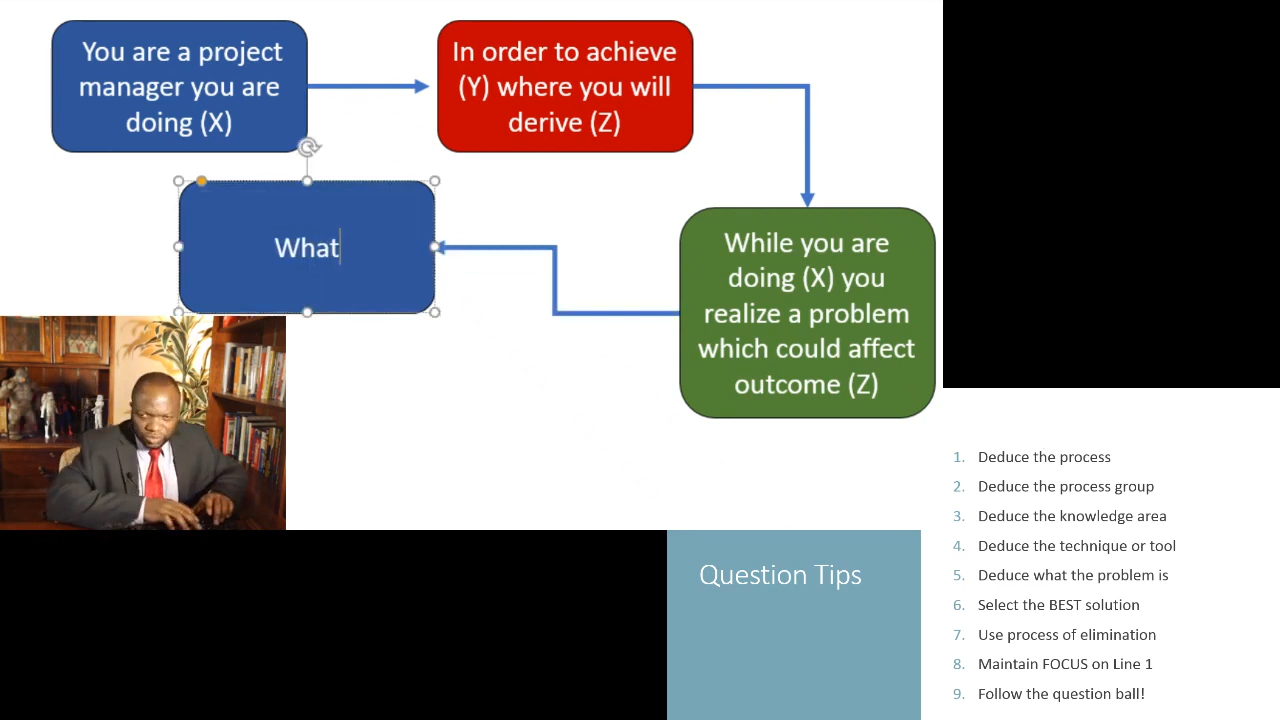 You are a project
manager you are
doing (X)
In order to achieve
(Y) where you will
derive (Z)
While you are
doing (X) you
realize a problem
which could affect
outcome (Z)
What
Question Tips
1. Deduce the process
2. Deduce the process group
3. Deduce the knowledge area
4. Deduce the technique or tool
5. Deduce what the problem is
6. Select the BEST solution
7. Use process of elimination
8. Maintain FOCUS on Line 1
9. Follow the question ball!